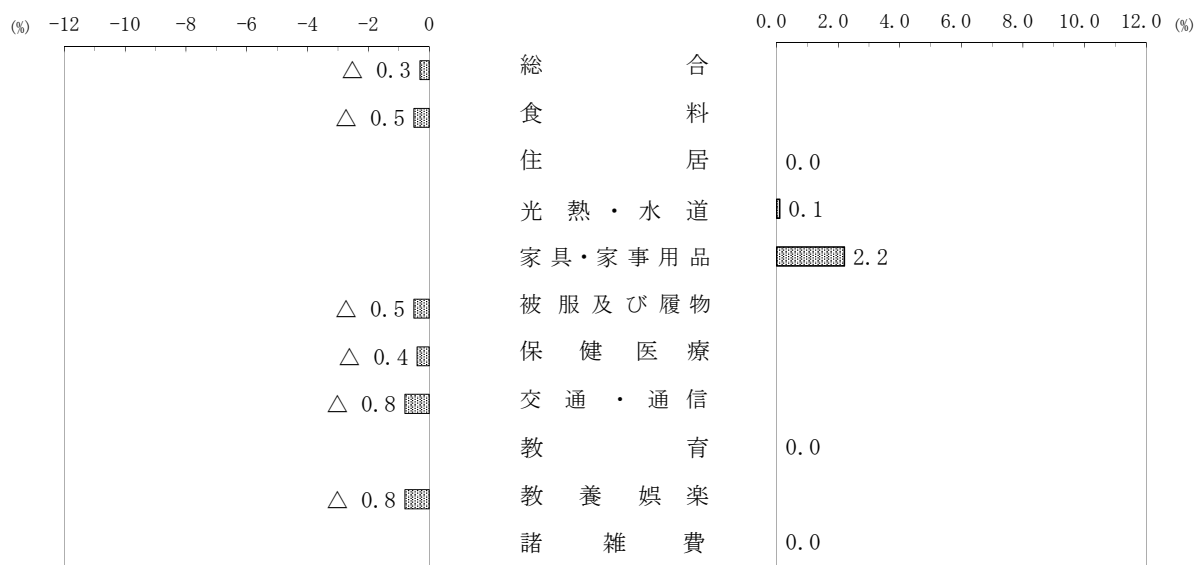 (%) -12 -10 -8 -6 -4 -2 0 0.0 2.0 4.0 6.0 8.0 10.0 12.0 (%)
△ 0.3 総合
△ 0.5 食料
住居 0.0
光熱・水道 0.1
家具・家事用品 2.2
△ 0.5 被服及び履物
△ 0.4 保健医療
△ 0.8 交通・通信
教育 0.0
△ 0.8 教養娯楽
諸雑費 0.0